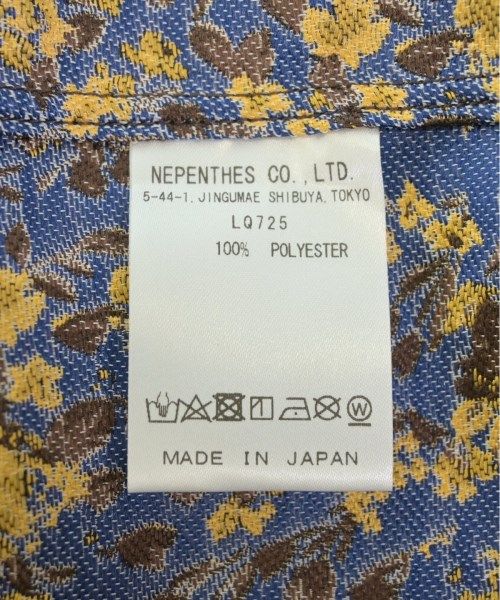 NEPENTHES CO.,LTD.
5-44-1, JINGUMAE SHIBUYA, TOKYO
LQ725
100% POLYESTER
W
MADE IN JAPAN